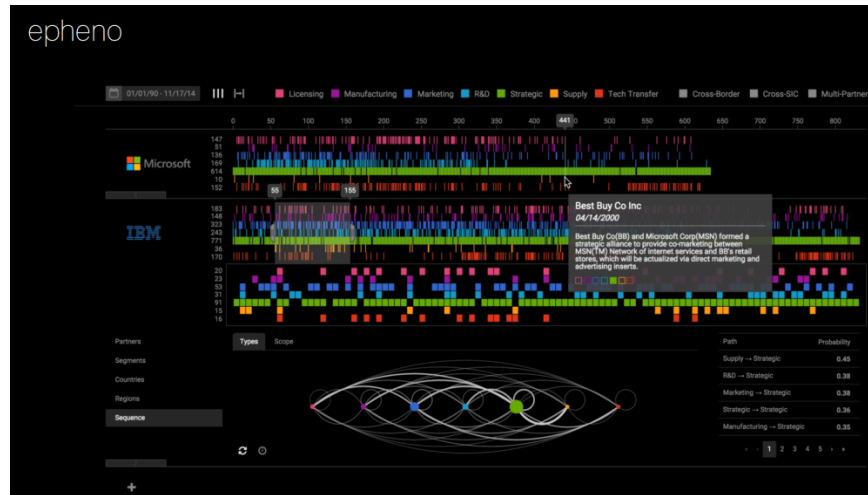 epheno
01/01/90 - 11/17/14
Licensing Manufacturing Marketing R&D Strategic Supply Tech Transfer Cross-Border Cross-SIC Multi-Partner
0 50 100 150 200 250 300 350 400 441 500 550 600 650 700 750 800
147
51
136
169
614
10
152
Microsoft
55 155
183
148
323
243
771
36
170
IBM
Best Buy Co Inc
04/14/2000
Best Buy Co(BB) and Microsoft Corp(MSN) formed a
strategic alliance to provide co-marketing between
MSN(TM) Network of Internet services and BB's retail
stores, which will be actualized via direct marketing and
advertising inserts.
20
23
53
31
91
15
16
Partners
Segments
Countries
Regions
Sequence
Types Scope
Path Probability
Supply → Strategic 0.45
R&D → Strategic 0.38
Marketing → Strategic 0.38
Strategic → Strategic 0.36
Manufacturing → Strategic 0.35
1 2 3 4 5